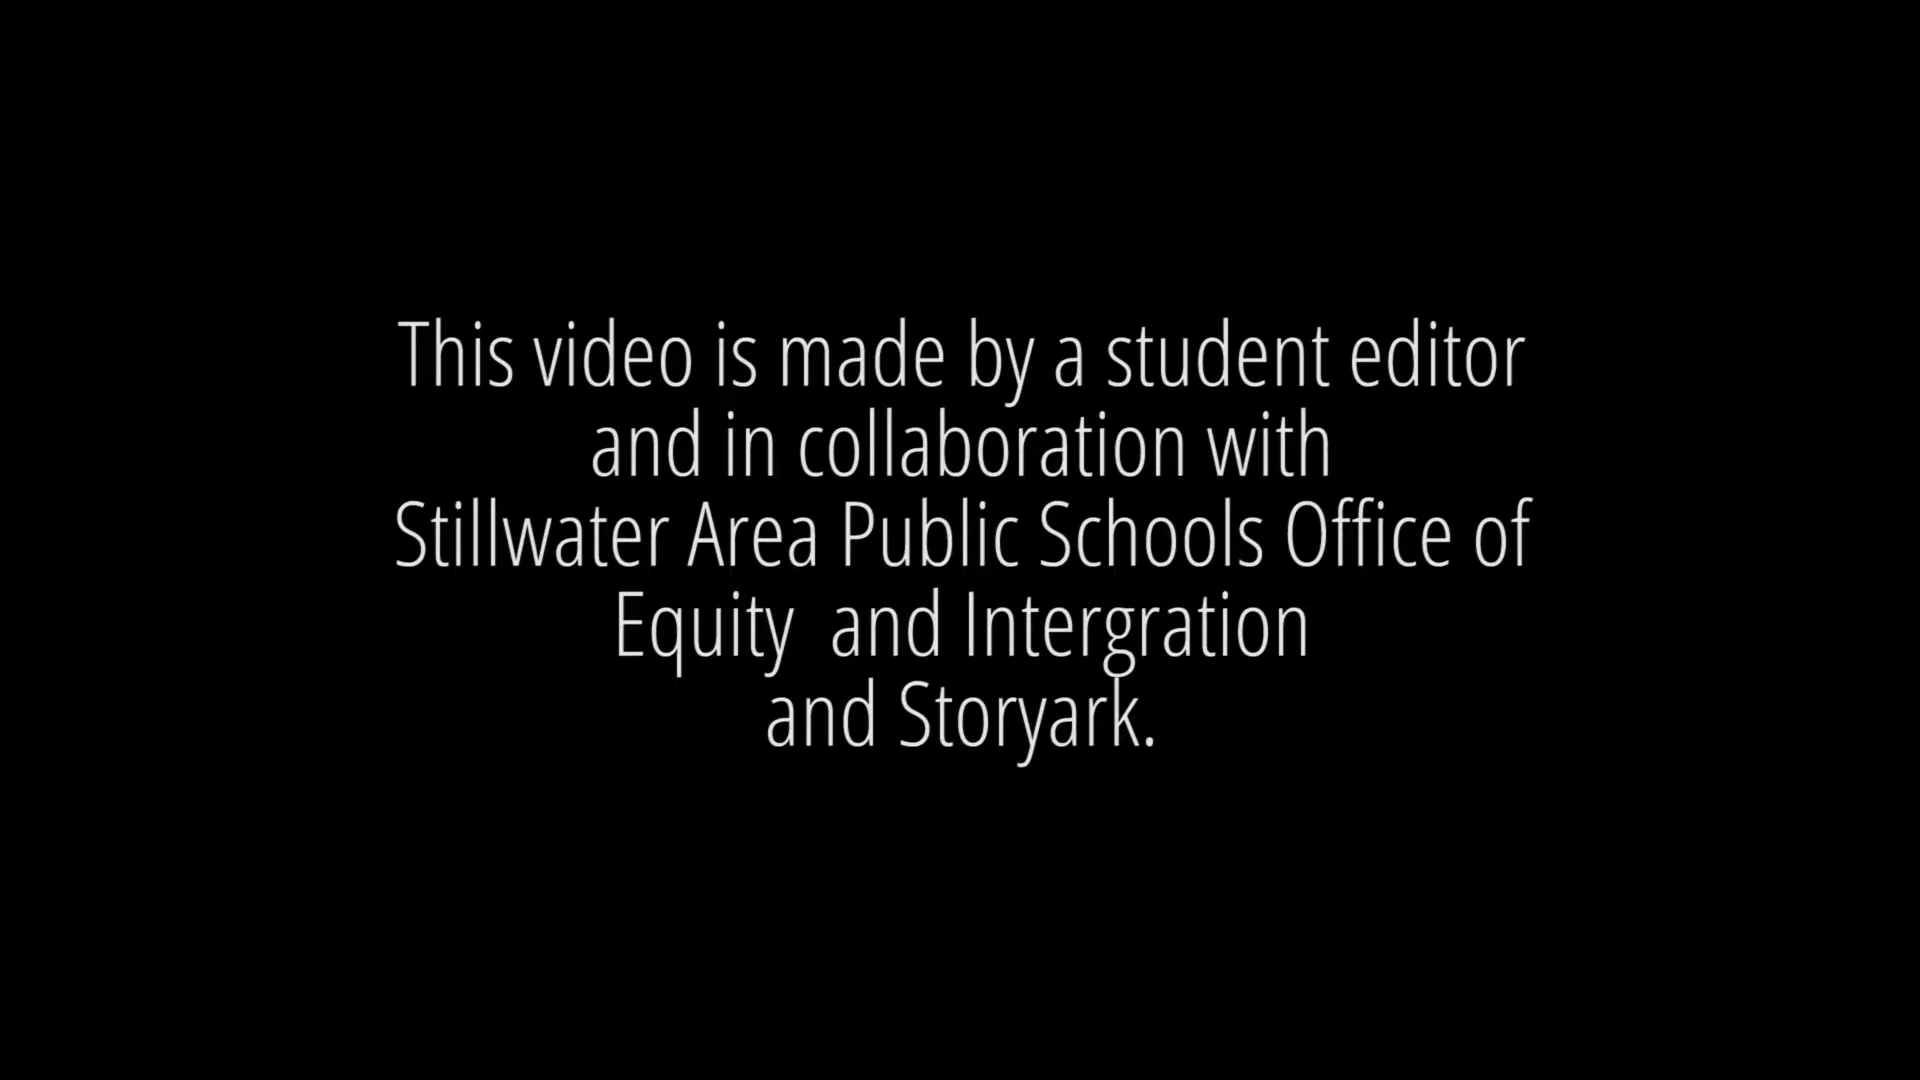 This video is made by a student editor
and in collaboration with
Stillwater Area Public Schools Office of
Equity  and Intergration
and Storyark.